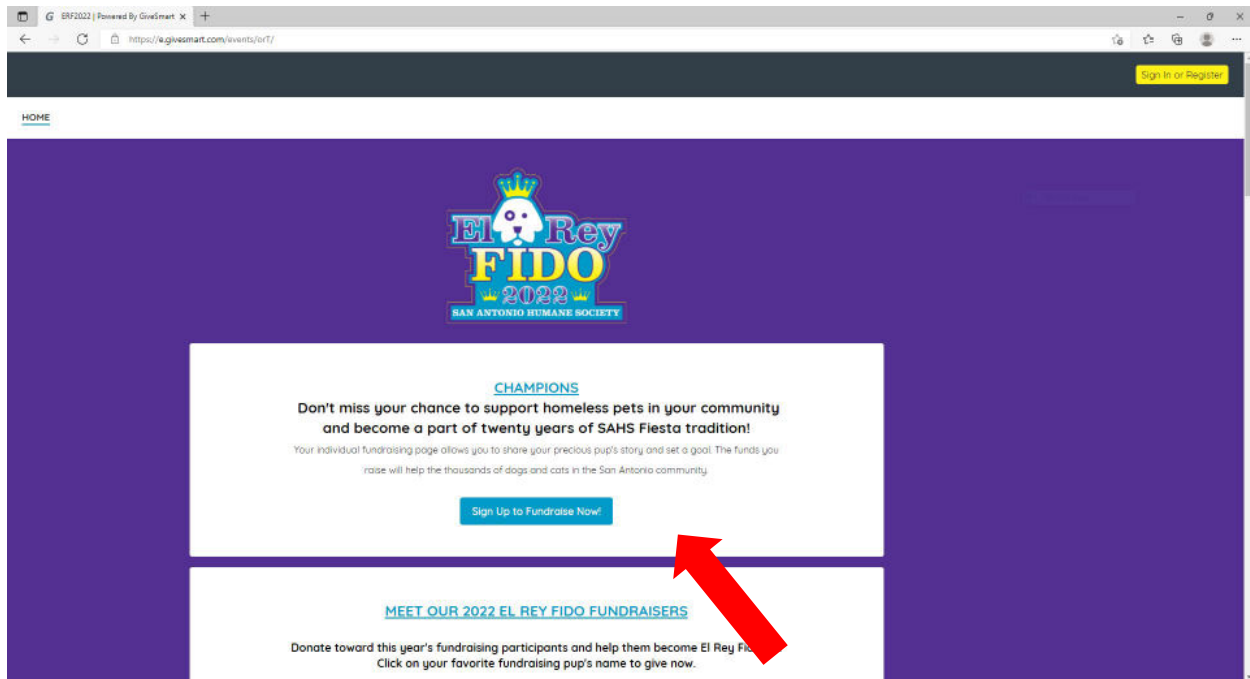 ERF2022 | Powered By GiveSmart
https://e.givesmart.com/events/orT/
Sign In or Register
HOME
El Rey
FIDO
2022
SAN ANTONIO HUMANE SOCIETY
CHAMPIONS
Don't miss your chance to support homeless pets in your community
and become a part of twenty years of SAHS Fiesta tradition!
Your individual fundraising page allows you to share your precious pup's story and set a goal. The funds you
raise will help the thousands of dogs and cats in the San Antonio community.
Sign Up to Fundraise Now!
MEET OUR 2022 EL REY FIDO FUNDRAISERS
Donate toward this year's fundraising participants and help them become El Rey
Click on your favorite fundraising pup's name to give now.